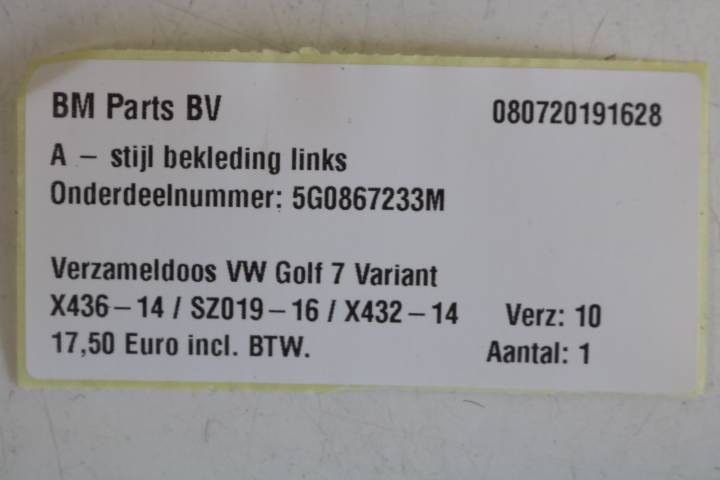 BM Parts BV 080720191628
A – stijl bekleding links
Onderdeelnummer: 5G0867233M
Verzameldoos VW Golf 7 Variant
X436–14 / SZ019–16 / X432–14 Verz: 10
17,50 Euro incl. BTW. Aantal: 1